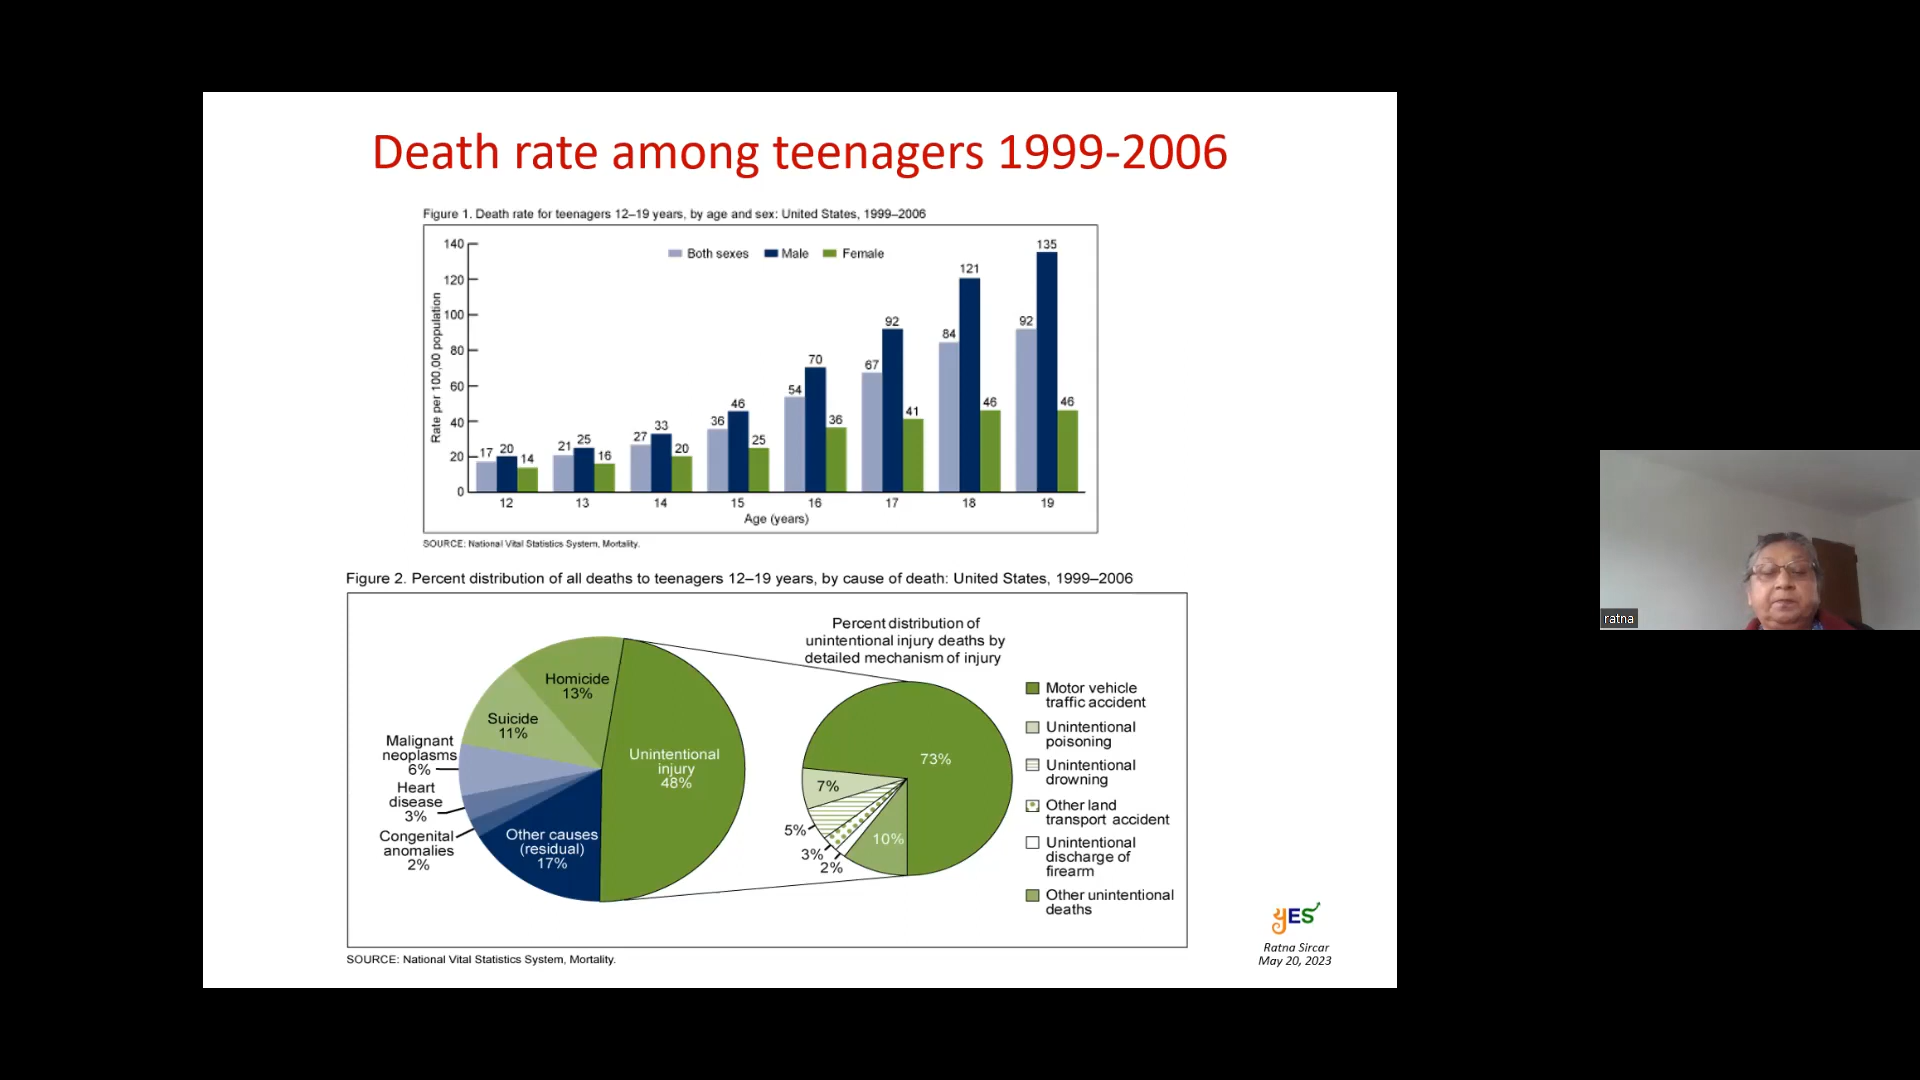 Death rate among teenagers 1999-2006
Figure 1. Death rate for teenagers 12–19 years, by age and sex: United States, 1999–2006
Both sexes
Male
Female
Rate per 100,00 population
140
120
100
80
60
40
20
0
17 20 14
21 25 16
27 33 20
36 46 25
54 70 36
67 92 41
84 121 46
92 135 46
12 13 14 15 16 17 18 19
Age (years)
SOURCE: National Vital Statistics System, Mortality.
Figure 2. Percent distribution of all deaths to teenagers 12–19 years, by cause of death: United States, 1999–2006
Homicide
13%
Suicide
11%
Malignant
neoplasms
6%
Heart
disease
3%
Congenital
anomalies
2%
Other causes
(residual)
17%
Unintentional
injury
48%
Percent distribution of
unintentional injury deaths by
detailed mechanism of injury
73%
7%
5%
3%
2%
10%
Motor vehicle
traffic accident
Unintentional
poisoning
Unintentional
drowning
Other land
transport accident
Unintentional
discharge of
firearm
Other unintentional
deaths
SOURCE: National Vital Statistics System, Mortality.
yES
Ratna Sircar
May 20, 2023
ratna